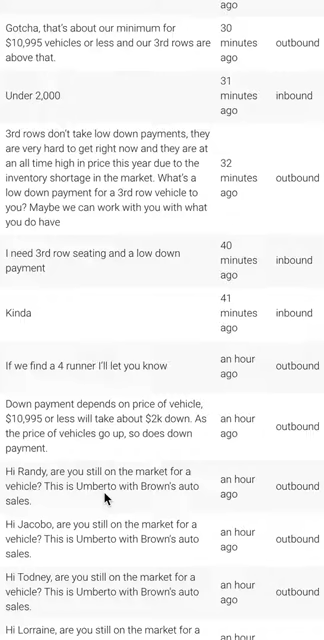 ago
Gotcha, that's about our minimum for
$10,995 vehicles or less and our 3rd rows are
above that.
30
minutes
ago
outbound
Under 2,000
31
minutes
ago
inbound
3rd rows don't take low down payments, they
are very hard to get right now and they are at
an all time high in price this year due to the
inventory shortage in the market. What's a
low down payment for a 3rd row vehicle to
you? Maybe we can work with you with what
you do have
32
minutes
ago
outbound
I need 3rd row seating and a low down
payment
40
minutes
ago
inbound
Kinda
41
minutes
ago
inbound
If we find a 4 runner I'll let you know
an hour
ago
outbound
Down payment depends on price of vehicle,
$10,995 or less will take about $2k down. As
the price of vehicles go up, so does down
payment.
an hour
ago
outbound
Hi Randy, are you still on the market for a
vehicle? This is Umberto with Brown's auto
sales.
an hour
ago
outbound
Hi Jacobo, are you still on the market for a
vehicle? This is Umberto with Brown's auto
sales.
an hour
ago
outbound
Hi Todney, are you still on the market for a
vehicle? This is Umberto with Brown's auto
sales.
an hour
ago
outbound
Hi Lorraine, are you still on the market for a
an hour